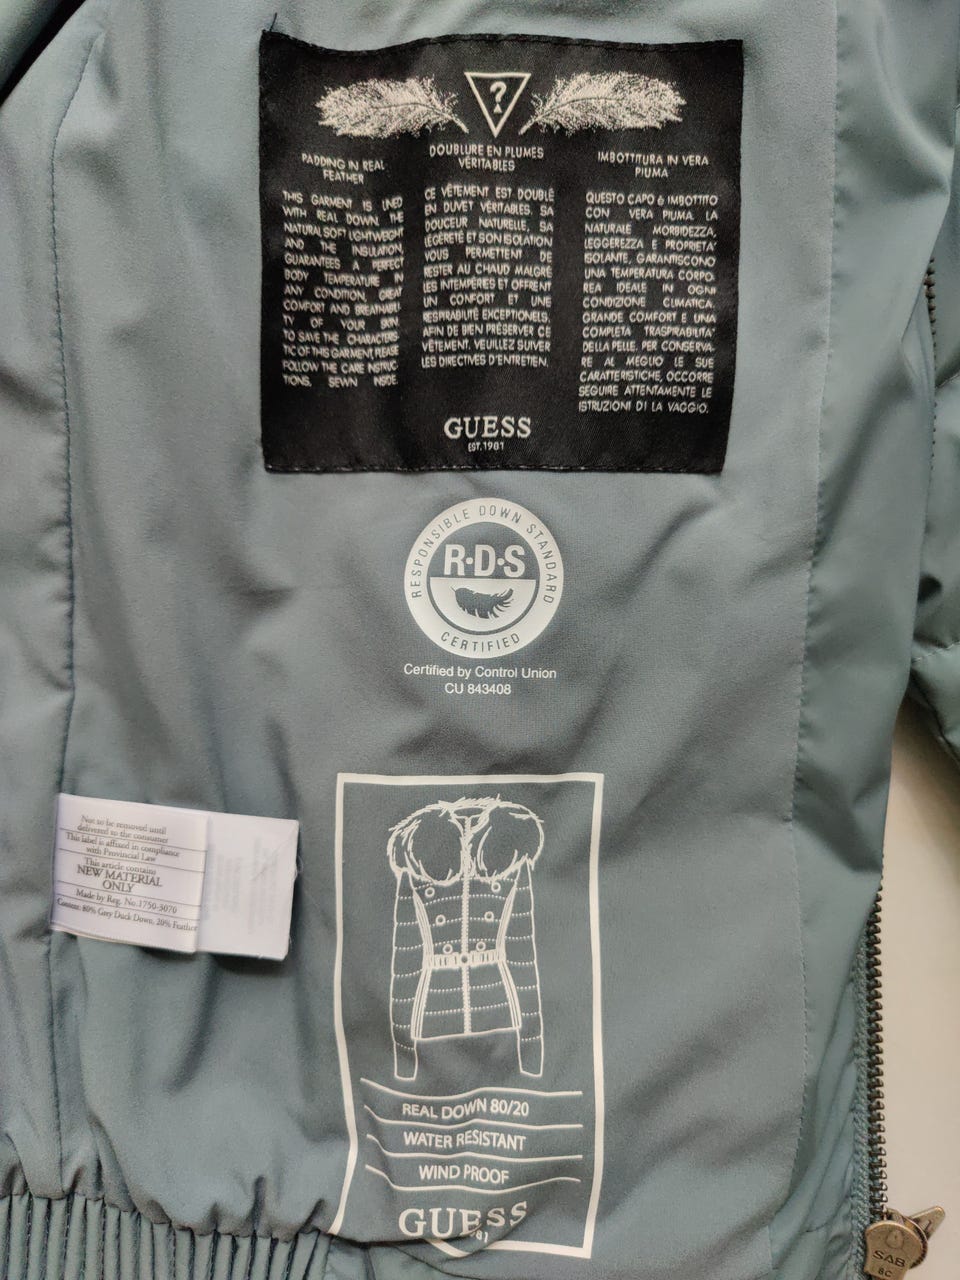 ?
PADDING IN REAL
FEATHER
THIS GARMENT IS LINED
WITH REAL DOWN. THE
NATURAL SOFT LIGHTWEIGHT
AND THE INSULATION,
GUARANTEES A PERFECT
BODY TEMPERATURE IN
ANY CONDITION, GREAT
COMFORT AND BREATHABILI
TY OF YOUR SKIN
TO SAVE THE CHARACTERIS
TIC OF THIS GARMENT, PLEASE
FOLLOW THE CARE INSTRUC
TIONS, SEWN INSIDE.
DOUBLURE EN PLUMES
VÉRITABLES
CE VÊTEMENT EST DOUBLÉ
EN DUVET VÉRITABLES. SA
DOUCEUR NATURELLE, SA
LÉGÈRETÉ ET SON ISOLATION
VOUS PERMETTENT DE
RESTER AU CHAUD MALGRÉ
LES INTEMPÉRIES ET OFFRENT
UN CONFORT ET UNE
RESPIRABILITÉ EXCEPTIONELS.
AFIN DE BIEN PRÉSERVER CE
VÊTEMENT, VEUILLEZ SUIVER
LES DIRECTIVES D'ENTRETIEN.
IMBOTTITURA IN VERA
PIUMA
QUESTO CAPO è IMBOTTITO
CON VERA PIUMA. LA
NATURALE MORBIDEZZA,
LEGGEREZZA E PROPRIETA'
ISOLANTE, GARANTISCONO
UNA TEMPERATURA CORPO-
REA IDEALE IN OGNI
CONDIZIONE CLIMATICA.
GRANDE COMFORT E UNA
COMPLETA TRASPIRABILITA'
DELLA PELLE. PER CONSERVA-
RE AL MEGLIO LE SUE
CARATTERISTICHE, OCCORRE
SEGUIRE ATTENTAMENTE LE
ISTRUZIONI DI LA VAGGIO.
GUESS
EST.1981
RESPONSIBLE DOWN STANDARD
R·D·S
CERTIFIED
Certified by Control Union
CU 843408
Not to be removed until
delivered to the consumer
This label is affixed in compliance
with Provincial Law
This article contains
NEW MATERIAL
ONLY
Made by Reg. No.1750-3070
Content: 80% Grey Duck Down, 20% Feather
REAL DOWN 80/20
WATER RESISTANT
WIND PROOF
GUESS
81
SAB
8C